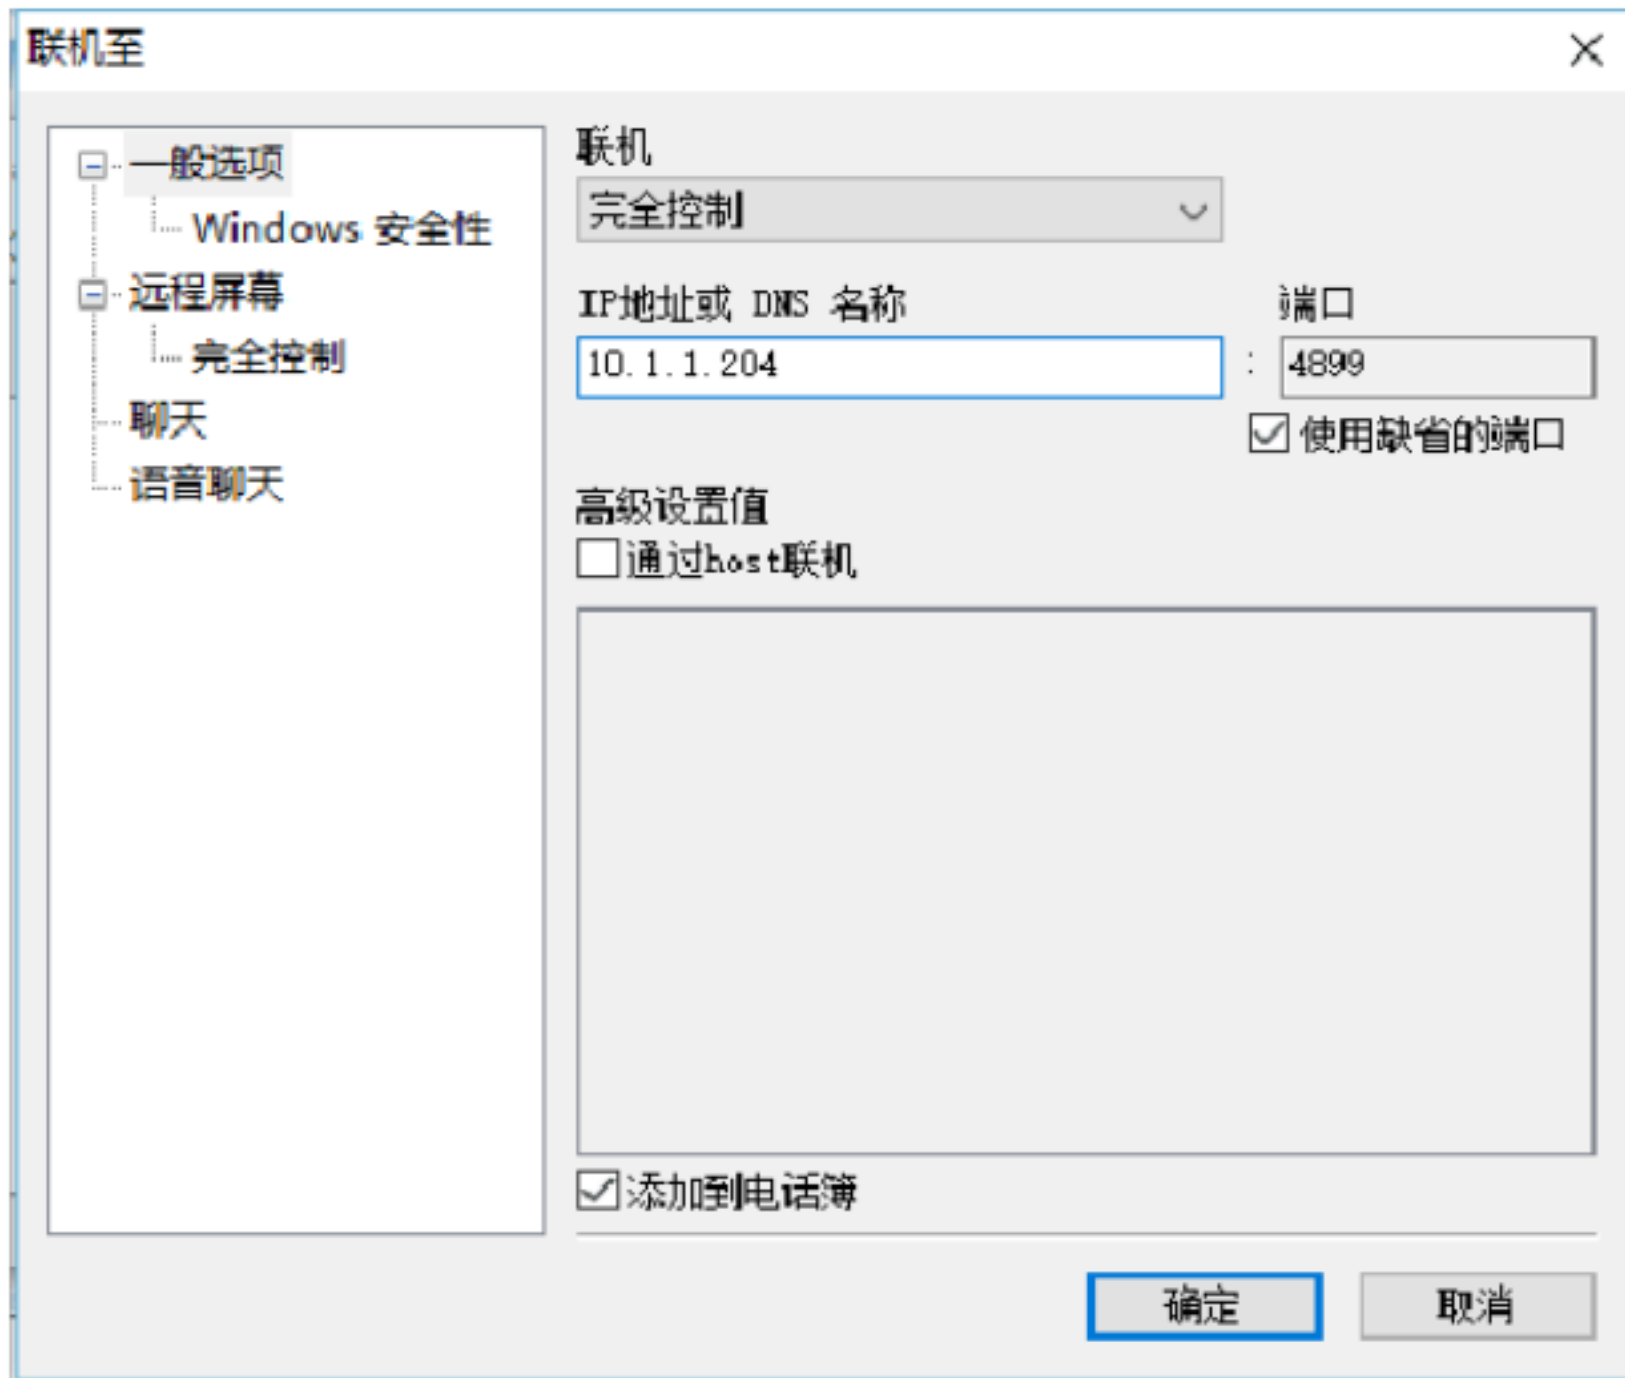 联机至
一般选项
Windows 安全性
远程屏幕
完全控制
聊天
语音聊天
联机
完全控制
IP地址或 DNS 名称 端口
10.1.1.204 : 4899
使用缺省的端口
高级设置值
通过host联机
添加到电话簿
确定 取消